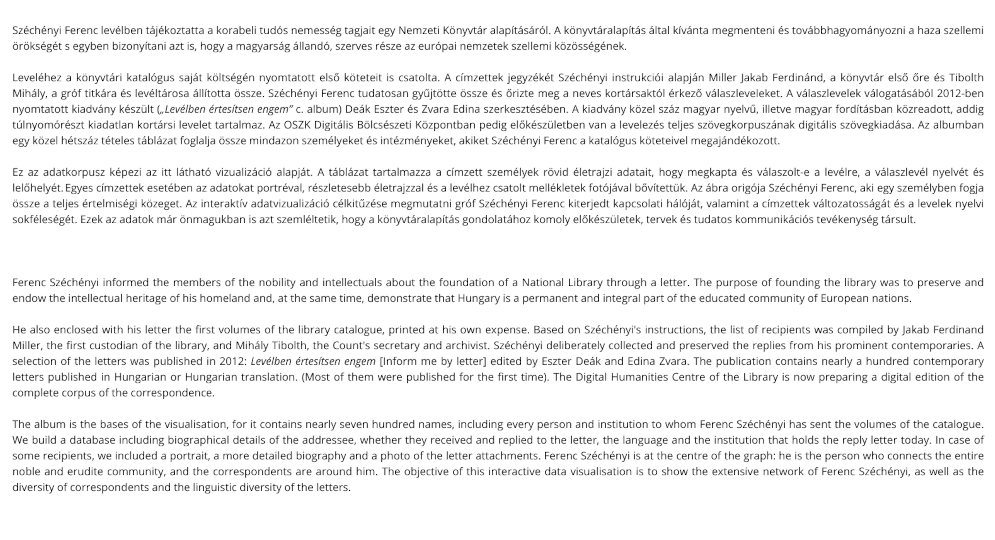 Széchényi Ferenc levélben tájékoztatta a korabeli tudós nemesség tagjait egy Nemzeti Könyvtár alapításáról. A könyvtáralapítás által kívánta megmenteni és továbbhagyományozni a haza szellemi
örökségét s egyben bizonyítani azt is, hogy a magyarság állandó, szerves része az európai nemzetek szellemi közösségének.
Leveléhez a könyvtári katalógus saját költségén nyomtatott első köteteit is csatolta. A címzettek jegyzékét Széchényi instrukciói alapján Miller Jakab Ferdinánd, a könyvtár első őre és Tibolth
Mihály, a gróf titkára és levéltárosa állította össze. Széchényi Ferenc tudatosan gyűjtötte össze és őrizte meg a neves kortársaktól érkező válaszleveleket. A válaszlevelek válogatásából 2012-ben
nyomtatott kiadvány készült („Levélben értesítsen engem” c. album) Deák Eszter és Zvara Edina szerkesztésében. A kiadvány közel száz magyar nyelvű, illetve magyar fordításban közreadott, addig
túlnyomórészt kiadatlan kortársi levelet tartalmaz. Az OSZK Digitális Bölcsészeti Központban pedig előkészületben van a levelezés teljes szövegkorpuszának digitális szövegkiadása. Az albumban
egy közel hétszáz tételes táblázat foglalja össze mindazon személyeket és intézményeket, akiket Széchényi Ferenc a katalógus köteteivel megajándékozott.
Ez az adatkorpusz képezi az itt látható vizualizáció alapját. A táblázat tartalmazza a címzett személyek rövid életrajzi adatait, hogy megkapta és válaszolt-e a levélre, a válaszlevél nyelvét és
lelőhelyét.Egyes címzettek esetében az adatokat portréval, részletesebb életrajzzal és a levélhez csatolt mellékletek fotójával bővítettük. Az ábra origója Széchényi Ferenc, aki egy személyben fogja
össze a teljes értelmiségi közeget. Az interaktív adatvizualizáció célkitűzése megmutatni gróf Széchényi Ferenc kiterjedt kapcsolati hálóját, valamint a címzettek változatosságát és a levelek nyelvi
sokféleségét. Ezek az adatok már önmagukban is azt szemléltetik, hogy a könyvtáralapítás gondolatához komoly előkészületek, tervek és tudatos kommunikációs tevékenység társult.
Ferenc Széchényi informed the members of the nobility and intellectuals about the foundation of a National Library through a letter. The purpose of founding the library was to preserve and
endow the intellectual heritage of his homeland and, at the same time, demonstrate that Hungary is a permanent and integral part of the educated community of European nations.
He also enclosed with his letter the first volumes of the library catalogue, printed at his own expense. Based on Széchényi's instructions, the list of recipients was compiled by Jakab Ferdinand
Miller, the first custodian of the library, and Mihály Tibolth, the Count's secretary and archivist. Széchényi deliberately collected and preserved the replies from his prominent contemporaries. A
selection of the letters was published in 2012: Levélben értesítsen engem [Inform me by letter] edited by Eszter Deák and Edina Zvara. The publication contains nearly a hundred contemporary
letters published in Hungarian or Hungarian translation. (Most of them were published for the first time). The Digital Humanities Centre of the Library is now preparing a digital edition of the
complete corpus of the correspondence.
The album is the bases of the visualisation, for it contains nearly seven hundred names, including every person and institution to whom Ferenc Széchényi has sent the volumes of the catalogue.
We build a database including biographical details of the addressee, whether they received and replied to the letter, the language and the institution that holds the reply letter today. In case of
some recipients, we included a portrait, a more detailed biography and a photo of the letter attachments. Ferenc Széchényi is at the centre of the graph: he is the person who connects the entire
noble and erudite community, and the correspondents are around him. The objective of this interactive data visualisation is to show the extensive network of Ferenc Széchényi, as well as the
diversity of correspondents and the linguistic diversity of the letters.